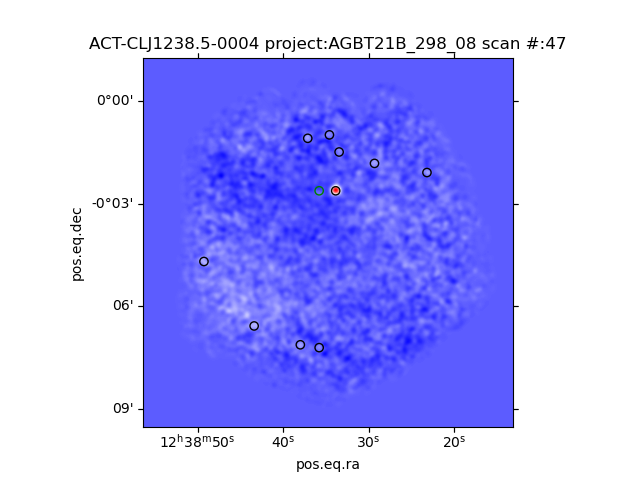 ACT-CLJ1238.5-0004 project:AGBT21B_298_08 scan #:47
0°00'
-0°03'
06'
09'
pos.eq.dec
12ʰ38ᵐ50ˢ 40ˢ 30ˢ 20ˢ
pos.eq.ra